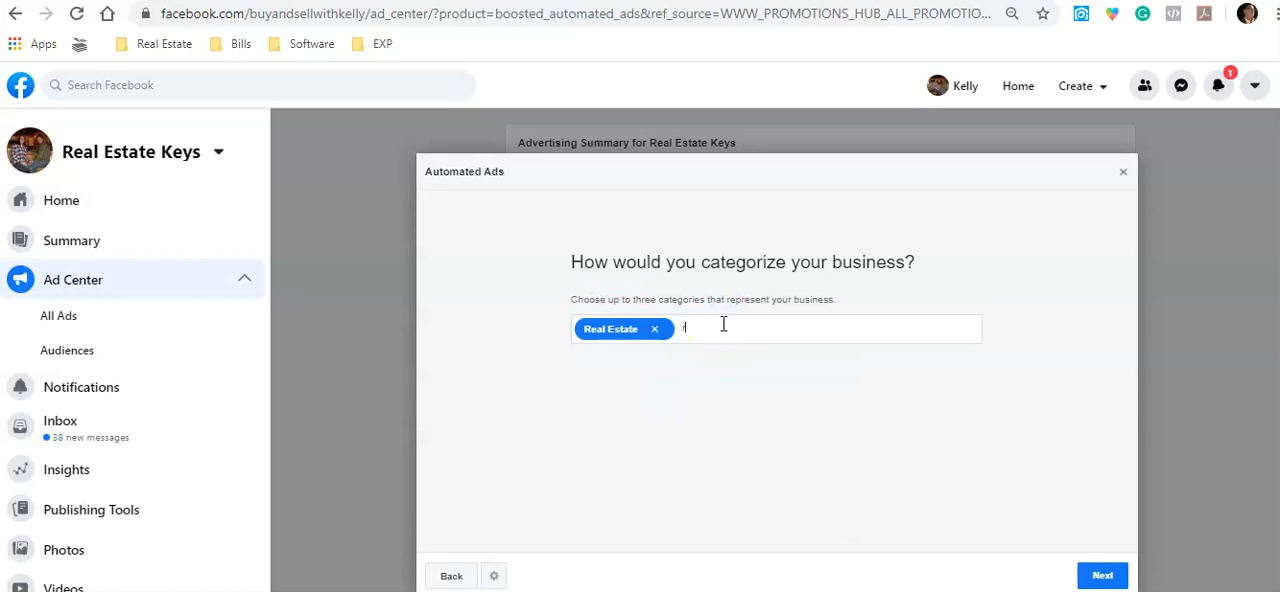 facebook.com/buyandsellwithkelly/ad_center/?product=boosted_automated_ads&ref_source=WWW_PROMOTIONS_HUB_ALL_PROMOTIO...
Apps Real Estate Bills Software EXP
Search Facebook Kelly Home Create 1
Real Estate Keys
Home
Summary
Ad Center
All Ads
Audiences
Notifications
Inbox
38 new messages
Insights
Publishing Tools
Photos
Videos
Advertising Summary for Real Estate Keys
Automated Ads ×
How would you categorize your business?
Choose up to three categories that represent your business.
Real Estate × r
Back Next